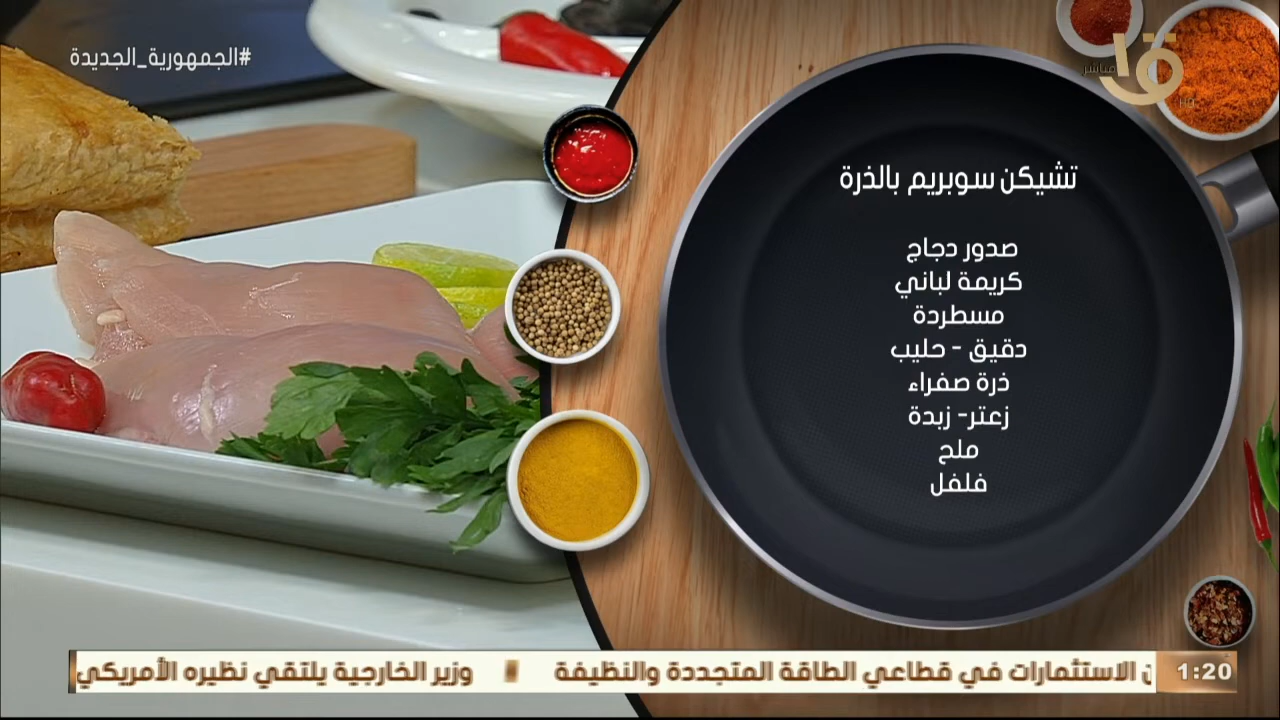 #الجمهورية_الجديدة
مباشر
تشيكن سوبريم بالذرة
صدور دجاج
كريمة لباني
مسطردة
دقيق - حليب
ذرة صفراء
زعتر- زبدة
ملح
فلفل
1:20
الاستثمارات في قطاعي الطاقة المتجددة والنظيفة
وزير الخارجية يلتقي نظيره الأمريكي